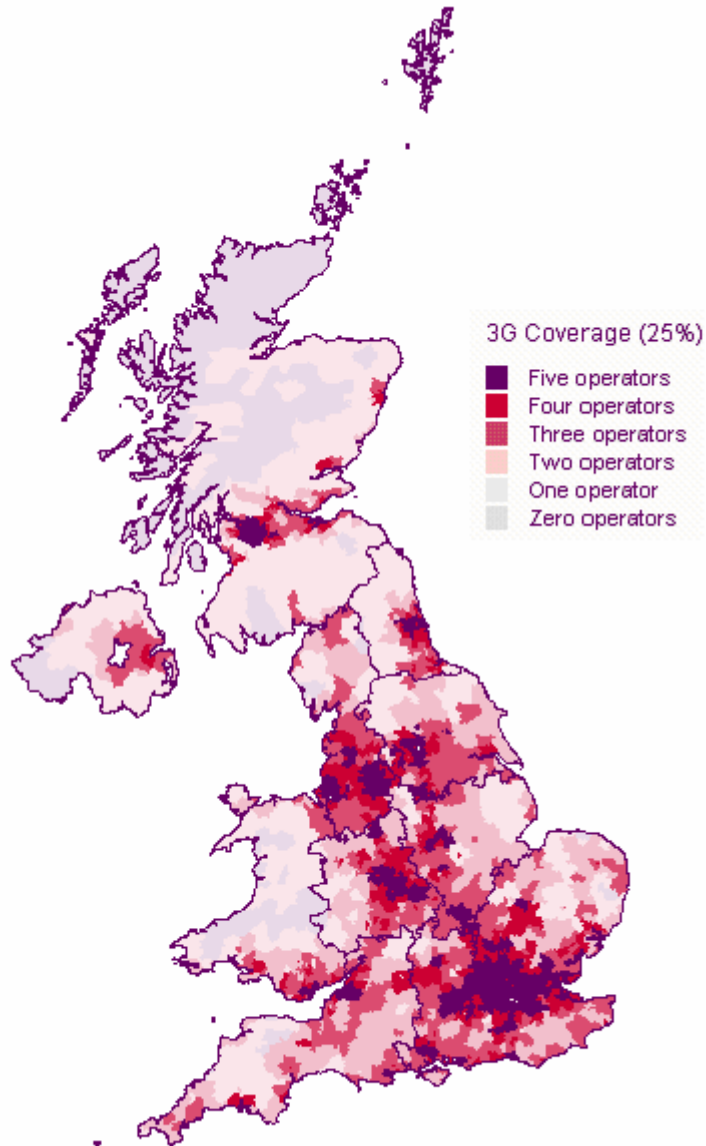 3G Coverage (25%)
Five operators
Four operators
Three operators
Two operators
One operator
Zero operators